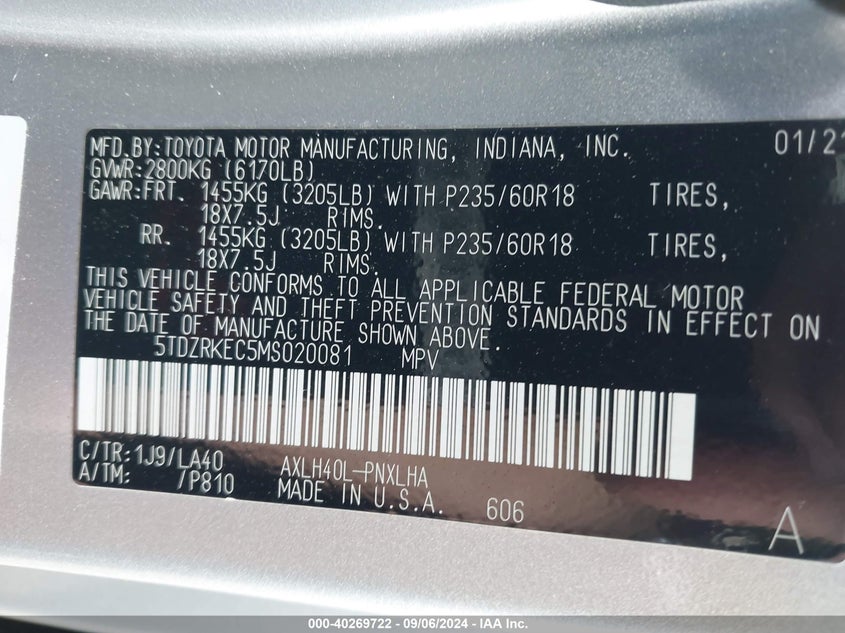 MFD.BY:TOYOTA MOTOR MANUFACTURING, INDIANA, INC. 01/21
GVWR:2800KG (6170LB)
GAWR:FRT. 1455KG (3205LB) WITH P235/60R18 TIRES,
18X7.5J RIMS.
RR. 1455KG (3205LB) WITH P235/60R18 TIRES,
18X7.5J RIMS.
THIS VEHICLE CONFORMS TO ALL APPLICABLE FEDERAL MOTOR
VEHICLE SAFETY AND THEFT PREVENTION STANDARDS IN EFFECT ON
THE DATE OF MANUFACTURE SHOWN ABOVE.
5TDZRKEC5MS020081 MPV
C/TR:1J9/LA40 AXLH40L-PNXLHA
A/TM: /P810 MADE IN U.S.A. 606
A
000-40269722 - 09/06/2024 - IAA Inc.